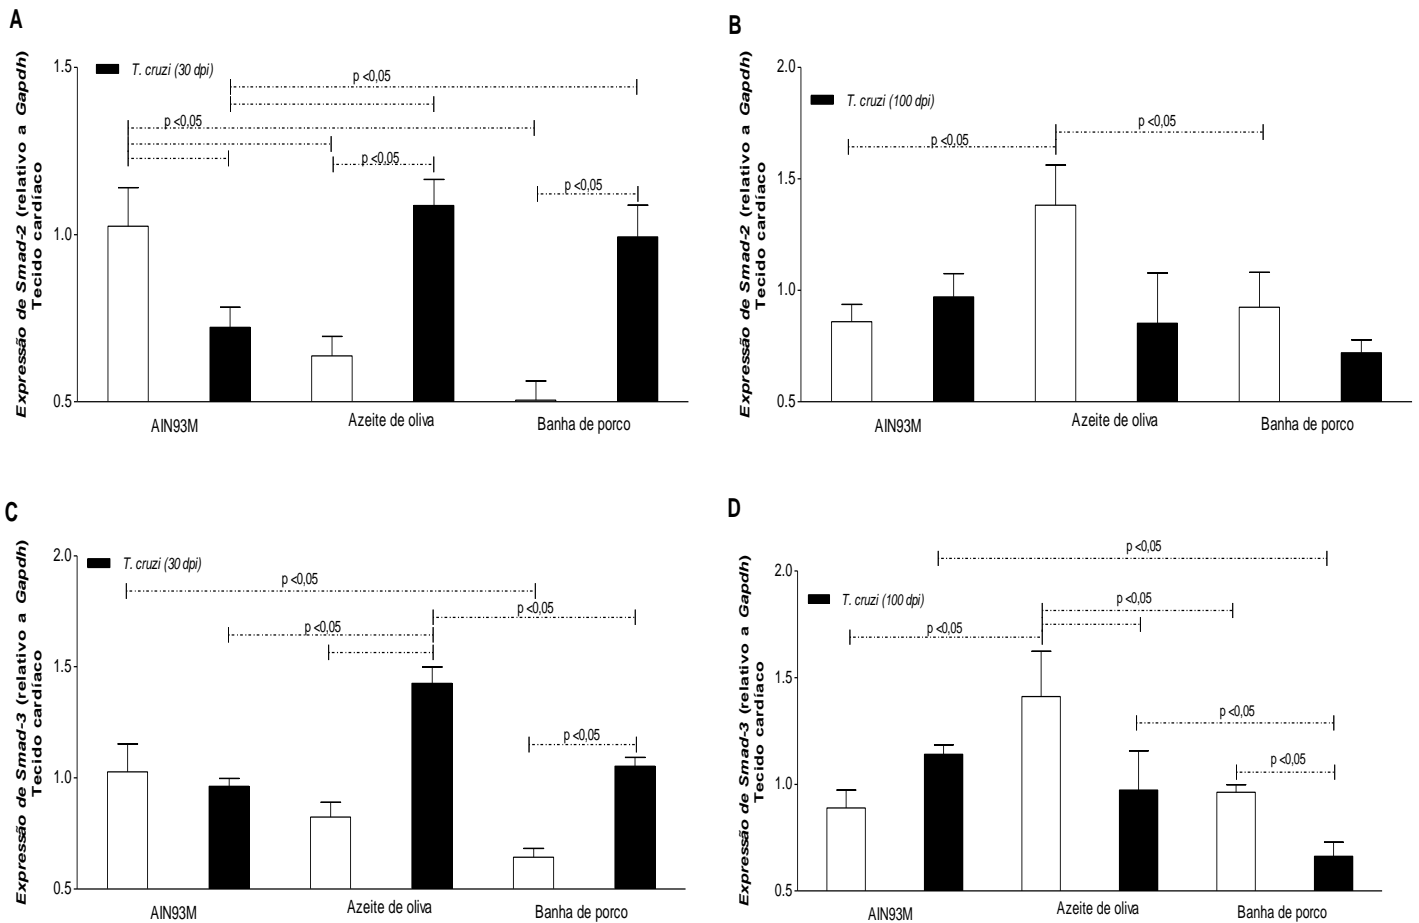 A
Expressão de Smad-2 (relativo a Gapdh)
Tecido cardíaco
1.5
1.0
0.5
T. cruzi (30 dpi)
p <0,05
p <0,05
p <0,05
p <0,05
AIN93M
Azeite de oliva
Banha de porco
B
Expressão de Smad-2 (relativo a Gapdh)
Tecido cardíaco
2.0
1.5
1.0
0.5
T. cruzi (100 dpi)
p <0,05
p <0,05
AIN93M
Azeite de oliva
Banha de porco
C
Expressão de Smad-3 (relativo a Gapdh)
Tecido cardíaco
2.0
1.5
1.0
0.5
T. cruzi (30 dpi)
p <0,05
p <0,05
p <0,05
p <0,05
AIN93M
Azeite de oliva
Banha de porco
D
Expressão de Smad-3 (relativo a Gapdh)
Tecido cardíaco
2.0
1.5
1.0
0.5
T. cruzi (100 dpi)
p <0,05
p <0,05
p <0,05
p <0,05
p <0,05
AIN93M
Azeite de oliva
Banha de porco